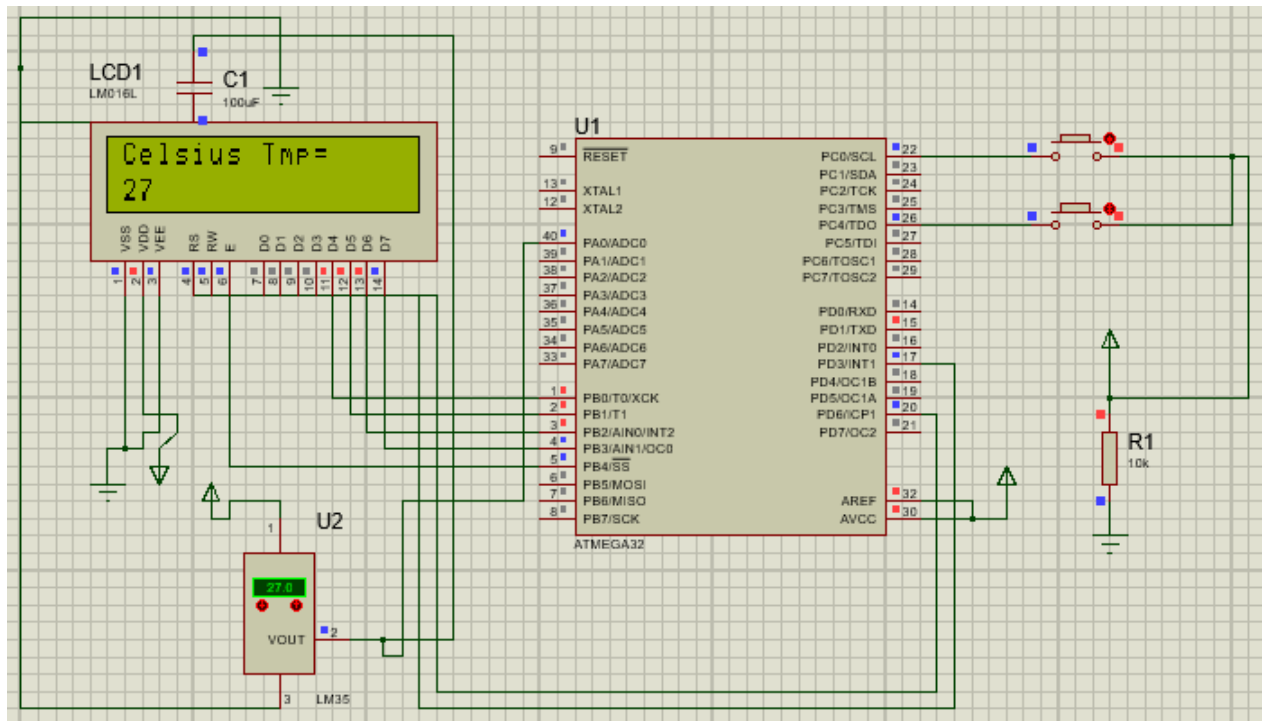 LCD1
LM016L
C1
100uF
Celsius Tmp=
27
VSS
VDD
VEE
RS
RW
E
D0
D1
D2
D3
D4
D5
D6
D7
1
2
3
4
5
6
7
8
9
10
11
12
13
14
U1
9
RESET
13
XTAL1
12
XTAL2
40
PA0/ADC0
39
PA1/ADC1
38
PA2/ADC2
37
PA3/ADC3
36
PA4/ADC4
35
PA5/ADC5
34
PA6/ADC6
33
PA7/ADC7
1
PB0/T0/XCK
2
PB1/T1
3
PB2/AIN0/INT2
4
PB3/AIN1/OC0
5
PB4/SS
6
PB5/MOSI
7
PB6/MISO
8
PB7/SCK
PC0/SCL
22
PC1/SDA
23
PC2/TCK
24
PC3/TMS
25
PC4/TDO
26
PC5/TDI
27
PC6/TOSC1
28
PC7/TOSC2
29
PD0/RXD
14
PD1/TXD
15
PD2/INT0
16
PD3/INT1
17
PD4/OC1B
18
PD5/OC1A
19
PD6/ICP1
20
PD7/OC2
21
AREF
32
AVCC
30
ATMEGA32
R1
10k
U2
1
27.0
VOUT
2
3
LM35